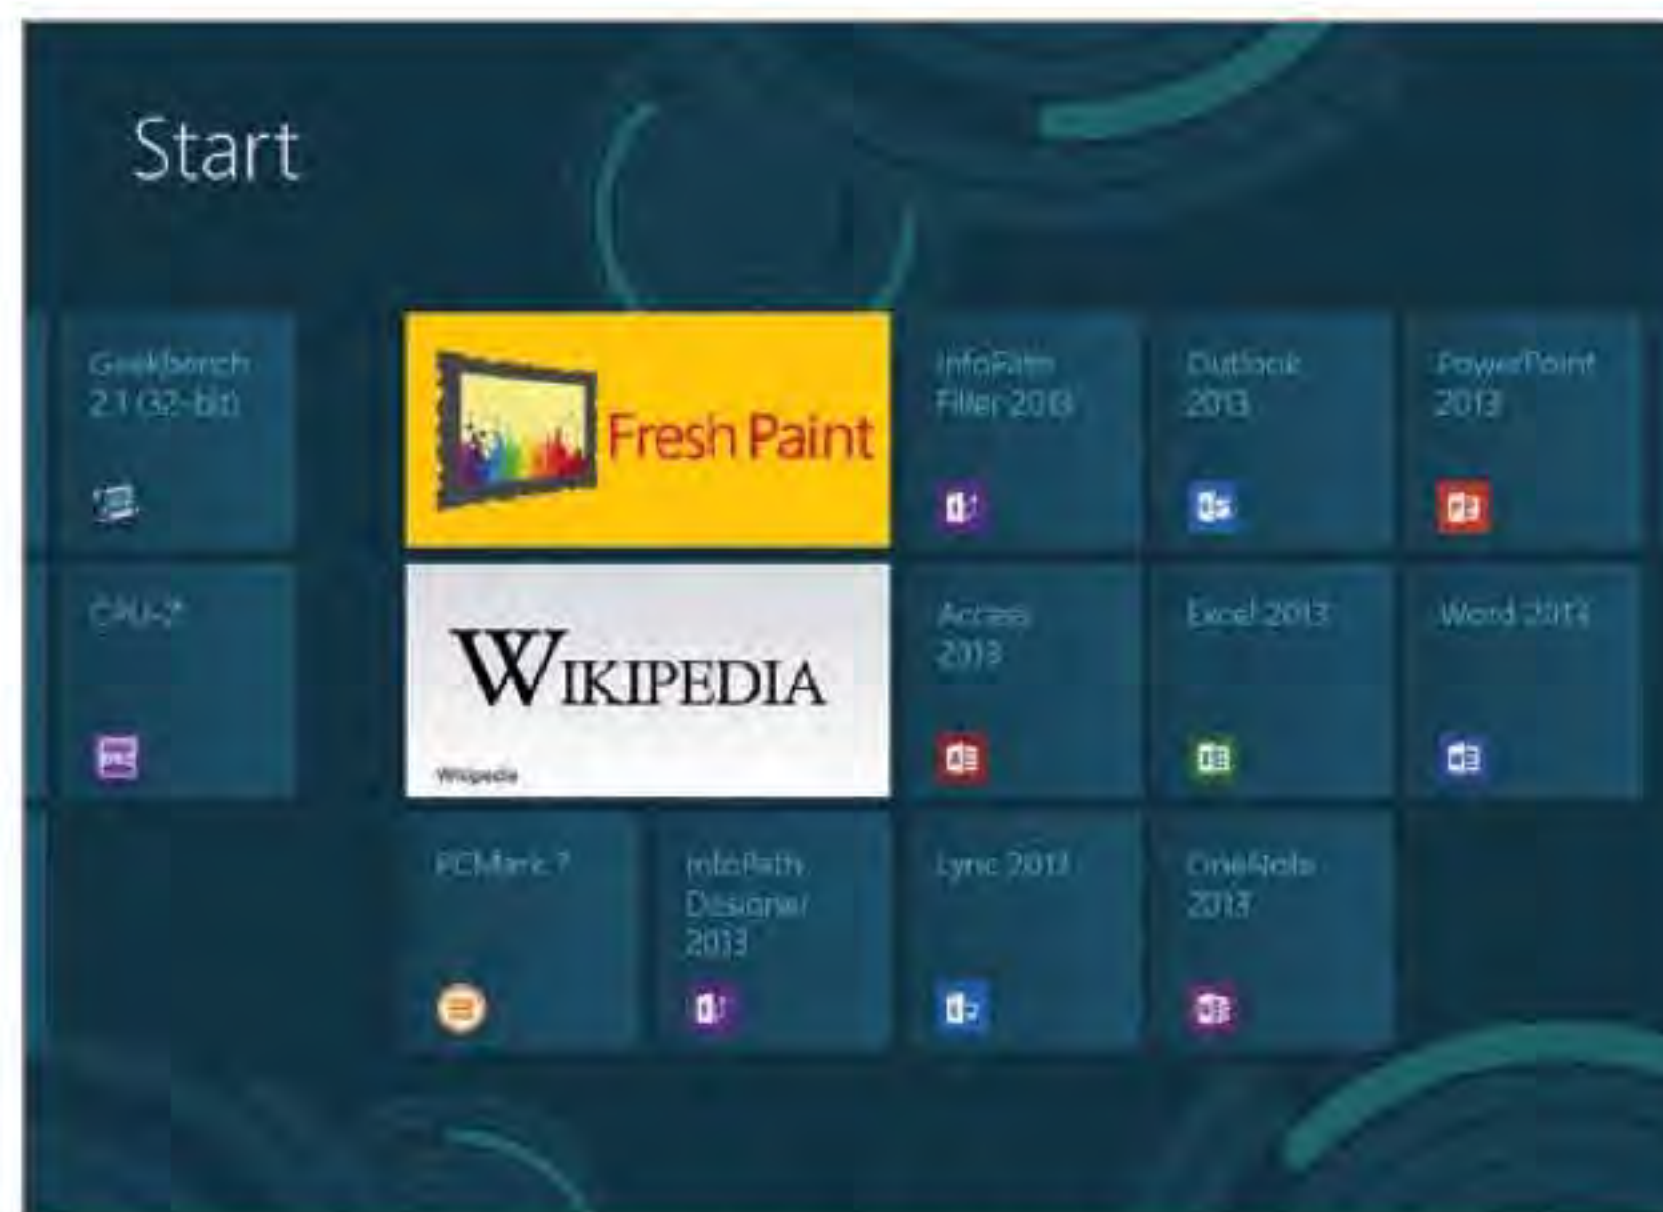 Start
Geekbench
2.1 (32-bit)
Fresh Paint
InfoPath
Filler 2013
Outlook
2013
PowerPoint
2013
CPU-Z
WIKIPEDIA
Wikipedia
Access
2013
Excel 2013
Word 2013
PCMark 7
InfoPath
Designer
2013
Lync 2013
OneNote
2013